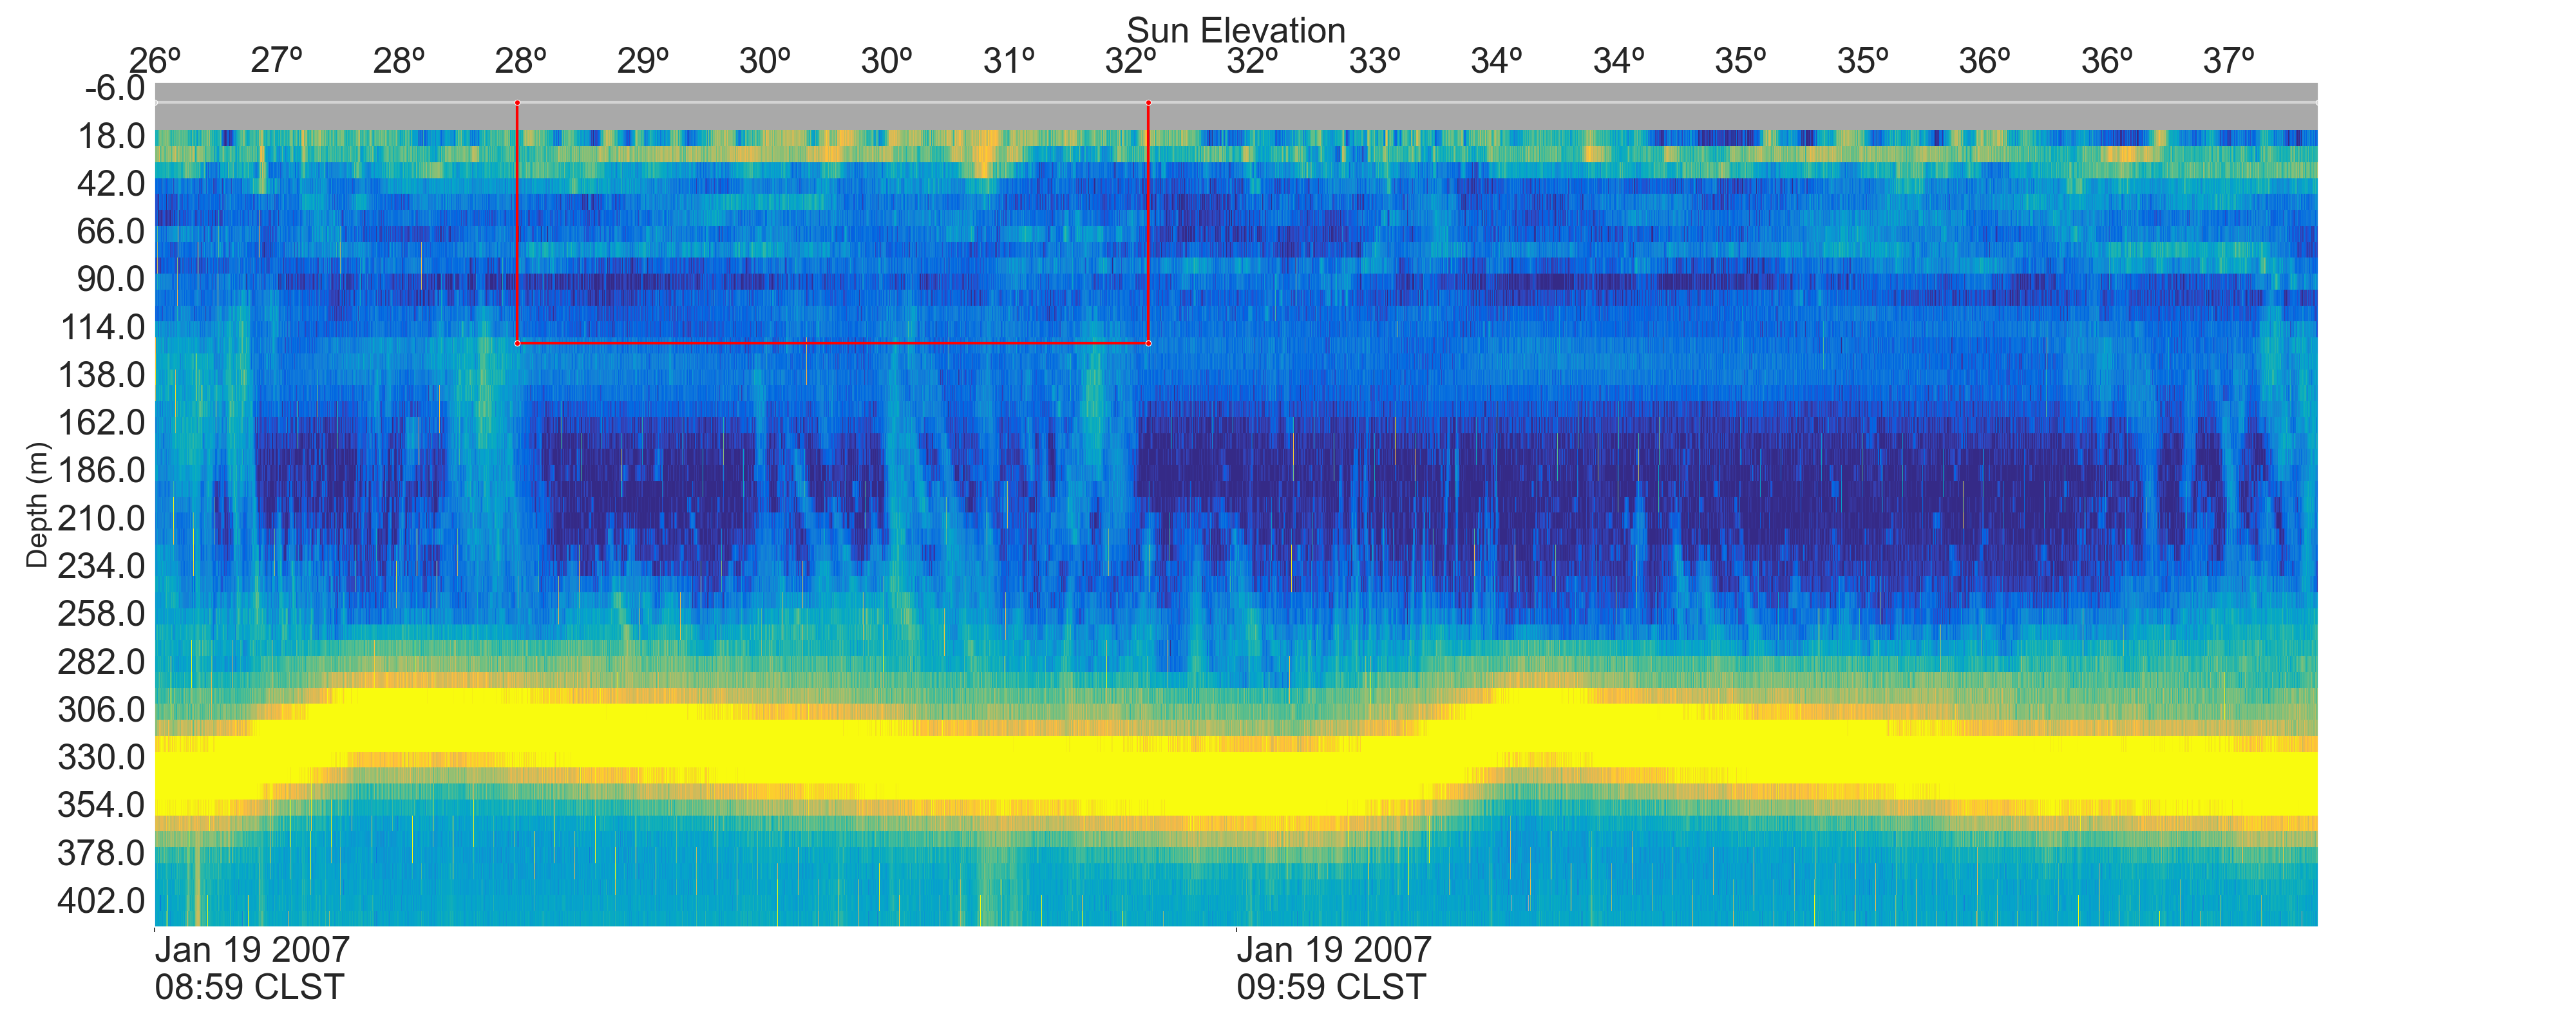 Sun Elevation
26º 27º 28º 28º 29º 30º 30º 31º 32º 32º 33º 34º 34º 35º 35º 36º 36º 37º
-6.0
18.0
42.0
66.0
90.0
114.0
138.0
162.0
186.0
210.0
234.0
258.0
282.0
306.0
330.0
354.0
378.0
402.0
Depth (m)
Jan 19 2007
08:59 CLST
Jan 19 2007
09:59 CLST